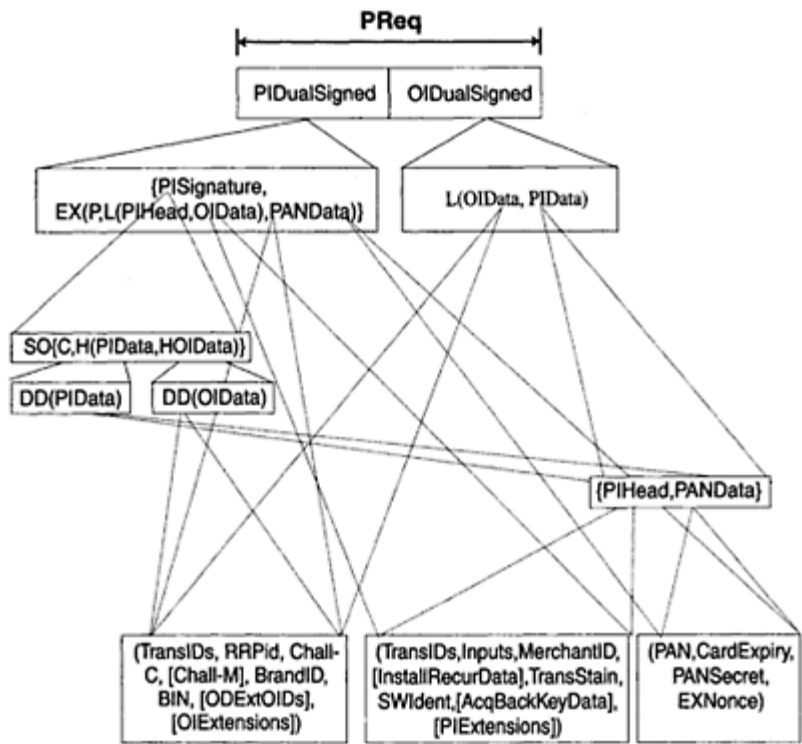 PReq
PIDualSigned
OIDualSigned
{PISignature,
EX(P,L(PIHead,OIData),PANData)}
L(OIData, PIData)
SO{C,H(PIData,HOIData)}
DD(PIData)
DD(OIData)
{PIHead,PANData}
(TransIDs, RRPid, Chall-
C, [Chall-M], BrandID,
BIN, [ODExtOIDs],
[OIExtensions])
(TransIDs,Inputs,MerchantID,
[InstallRecurData],TransStain,
SWIdent,[AcqBackKeyData],
[PIExtensions])
(PAN,CardExpiry,
PANSecret,
EXNonce)